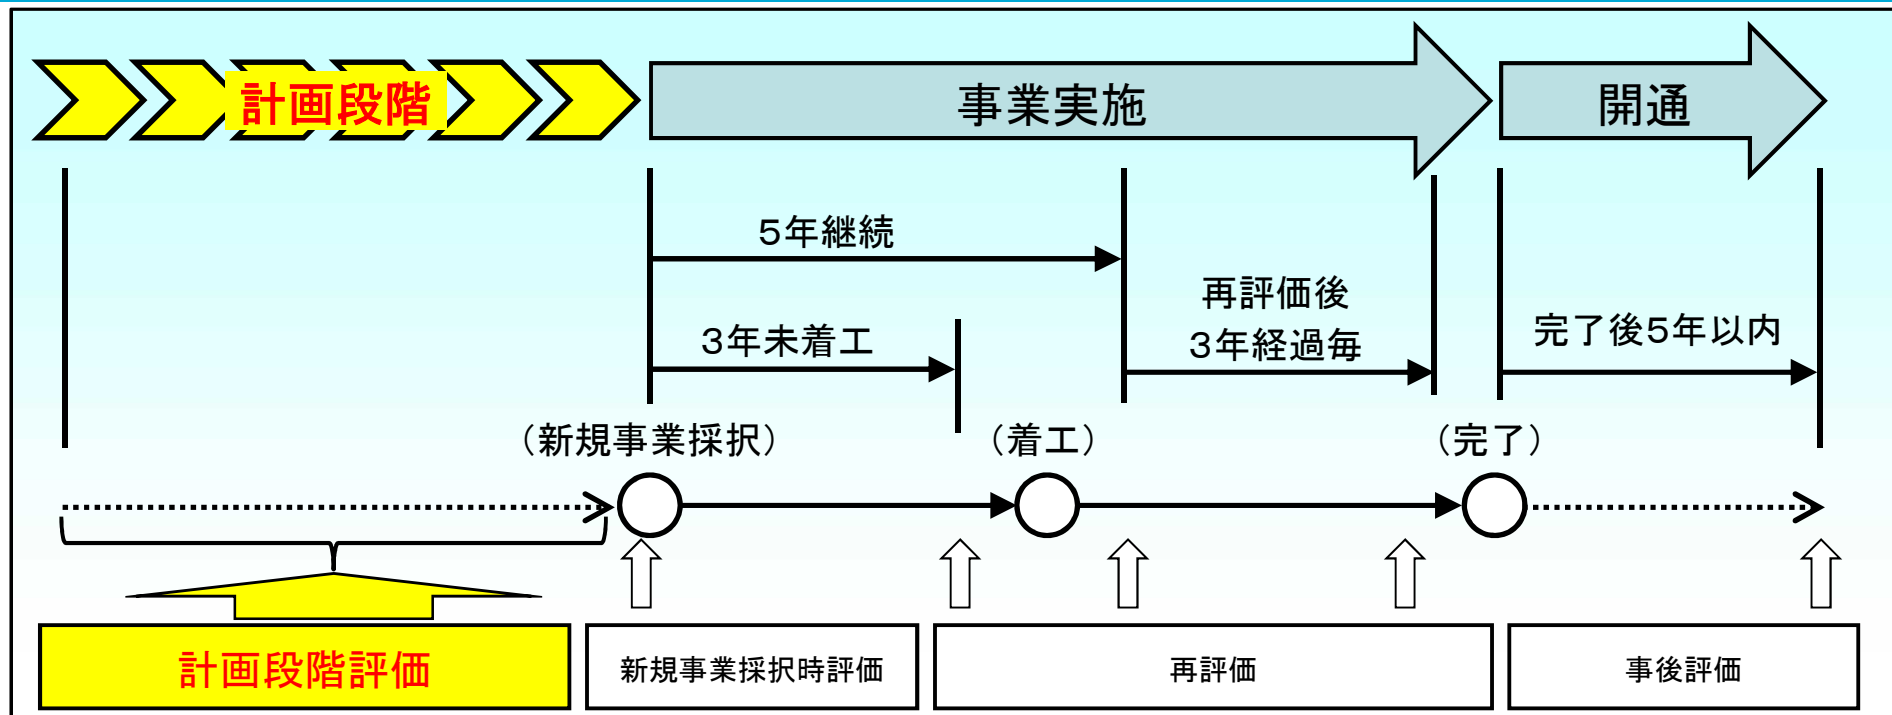 計画段階
事業実施
開通
５年継続
再評価後
３年経過毎
３年未着工
完了後５年以内
（新規事業採択）
（着工）
（完了）
計画段階評価
新規事業採択時評価
再評価
事後評価